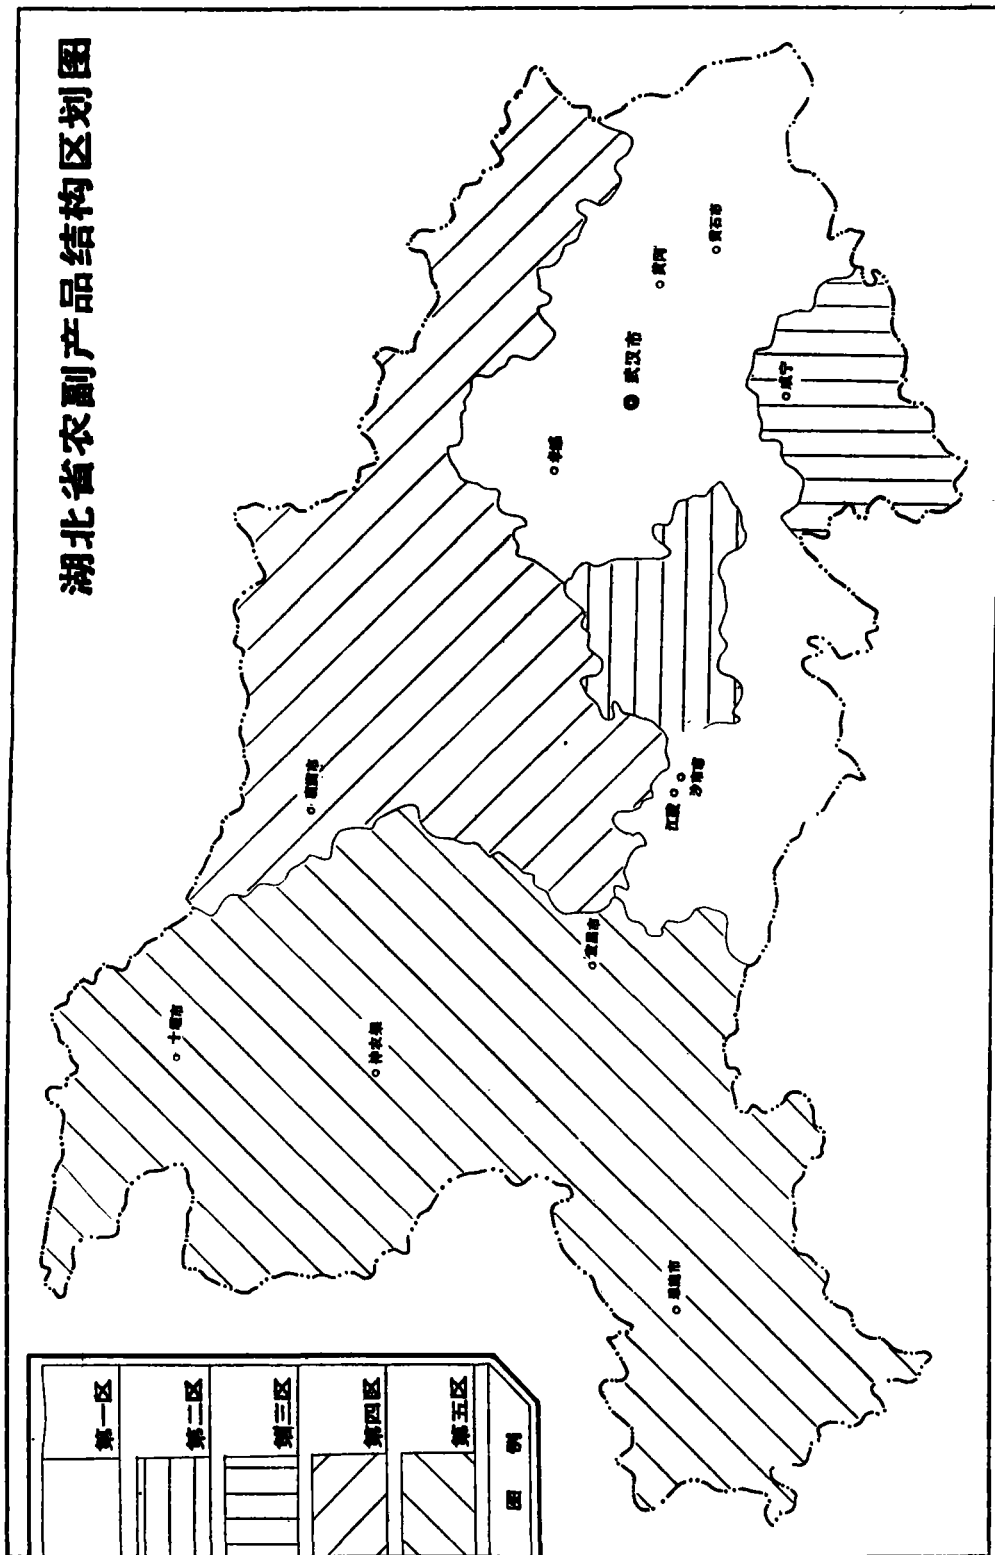 湖北省农副产品结构区划图
十堰市
神农架
襄樊市
宜昌市
恩施市
江陵
沙市市
孝感
武汉市
黄冈
黄石市
咸宁
图例
第一区
第二区
第三区
第四区
第五区